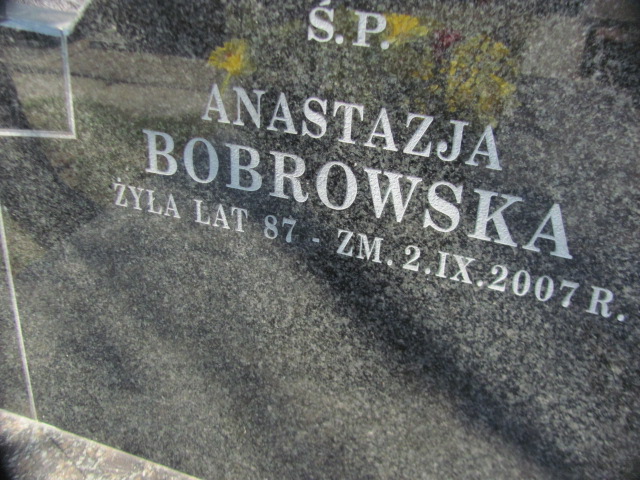 Ś.P.
ANASTAZJA
BOBROWSKA
ŻYŁA LAT 87 - ZM. 2.IX.2007 R.